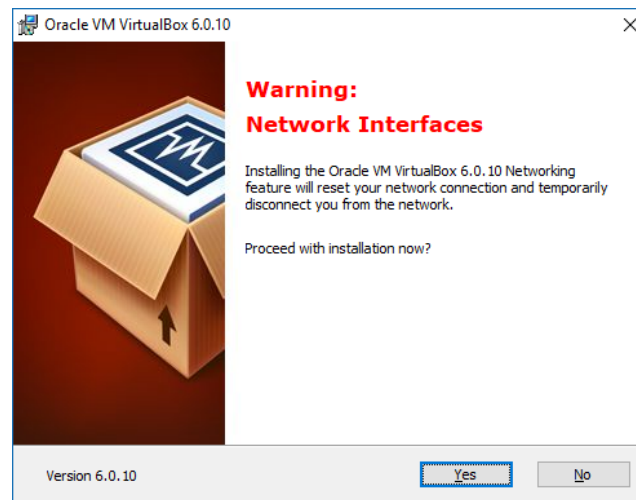 Oracle VM VirtualBox 6.0.10
Warning:
Network Interfaces
Installing the Oracle VM VirtualBox 6.0.10 Networking
feature will reset your network connection and temporarily
disconnect you from the network.
Proceed with installation now?
Version 6.0.10
Yes
No